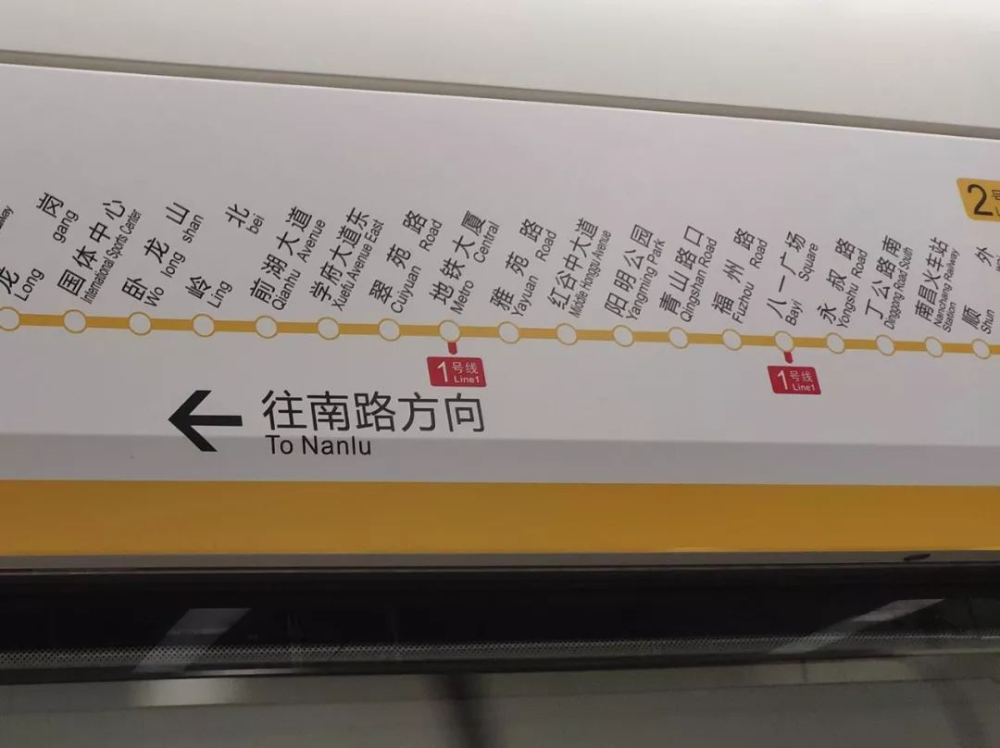 龙岗
Longgang
国体中心
International Sports Center
卧龙山
Wolong shan
岭北
Ling bei
前湖大道
Qianhu Avenue
学府大道东
Xuefu Avenue East
翠苑路
Cuiyuan Road
地铁大厦
Metro Central
雅苑路
Yayuan Road
红谷中大道
Middle Honggu Avenue
阳明公园
Yangming Park
青山路口
Qingshan Road
福州路
Fuzhou Road
八一广场
Bayi Square
永叔路
Yongshu Road
丁公路南
Dinggong Road South
南昌火车站
Nanchang Railway
Station
顺外
Shun
2号
1号线
Line1
1号线
Line1
往南路方向
To Nanlu